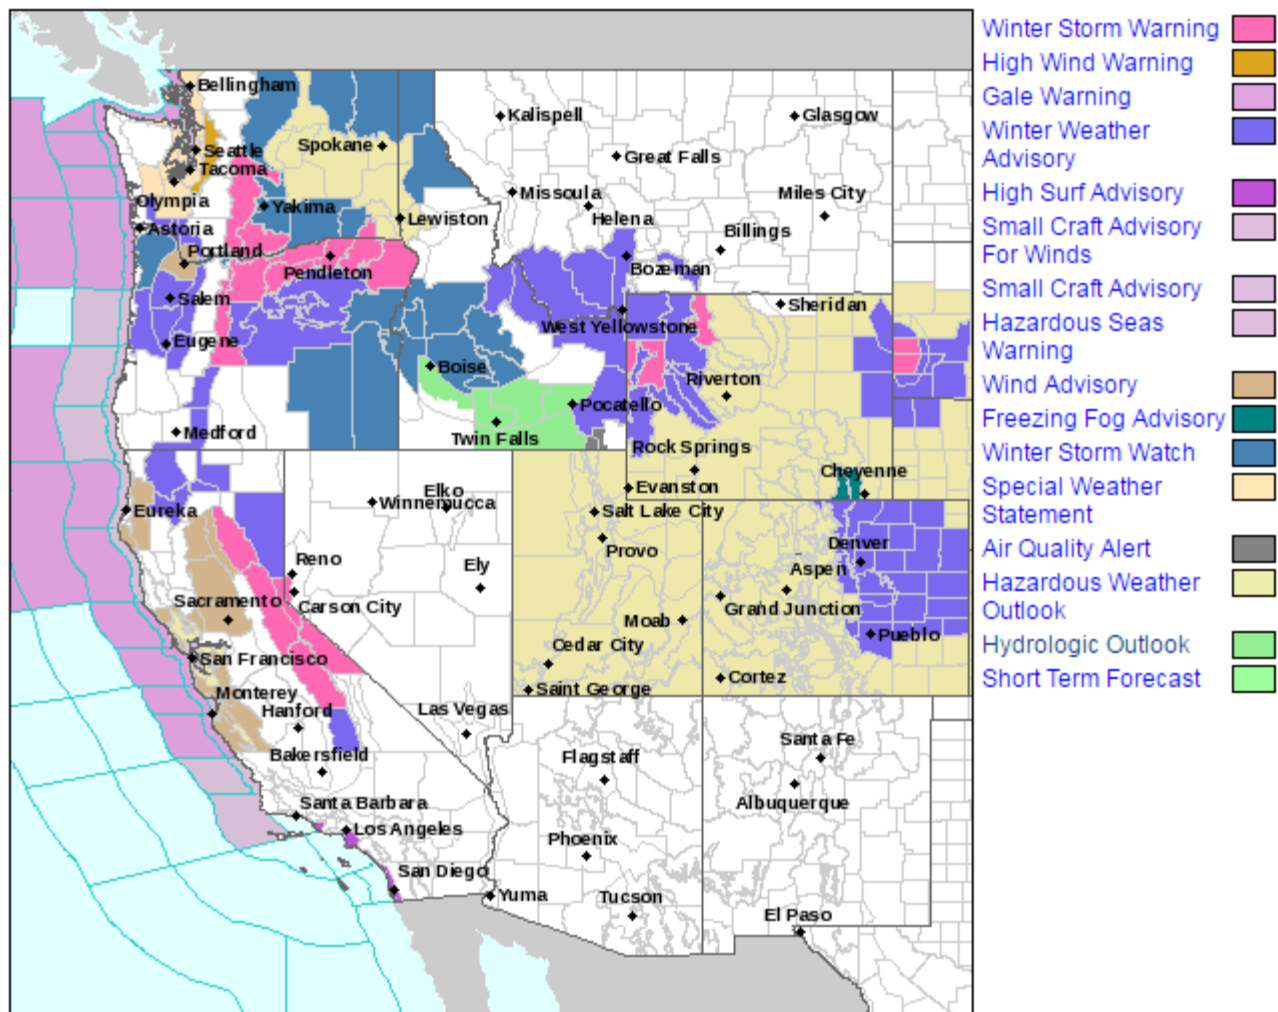 Bellingham
Seattle
Tacoma
Olympia
Astoria
Portland
Salem
Eugene
Medford
Spokane
Yakima
Lewiston
Pendleton
Kalispell
Glasgow
Great Falls
Missoula
Helena
Miles City
Billings
Bozeman
West Yellowstone
Sheridan
Boise
Pocatello
Twin Falls
Riverton
Rock Springs
Evanston
Cheyenne
Eureka
Elko
Winnemucca
Reno
Ely
Carson City
Sacramento
San Francisco
Monterey
Hanford
Bakersfield
Las Vegas
Santa Barbara
Los Angeles
San Diego
Salt Lake City
Provo
Moab
Cedar City
Saint George
Denver
Aspen
Grand Junction
Pueblo
Cortez
Flagstaff
Phoenix
Tucson
Yuma
Santa Fe
Albuquerque
El Paso
Winter Storm Warning
High Wind Warning
Gale Warning
Winter Weather
Advisory
High Surf Advisory
Small Craft Advisory
For Winds
Small Craft Advisory
Hazardous Seas
Warning
Wind Advisory
Freezing Fog Advisory
Winter Storm Watch
Special Weather
Statement
Air Quality Alert
Hazardous Weather
Outlook
Hydrologic Outlook
Short Term Forecast